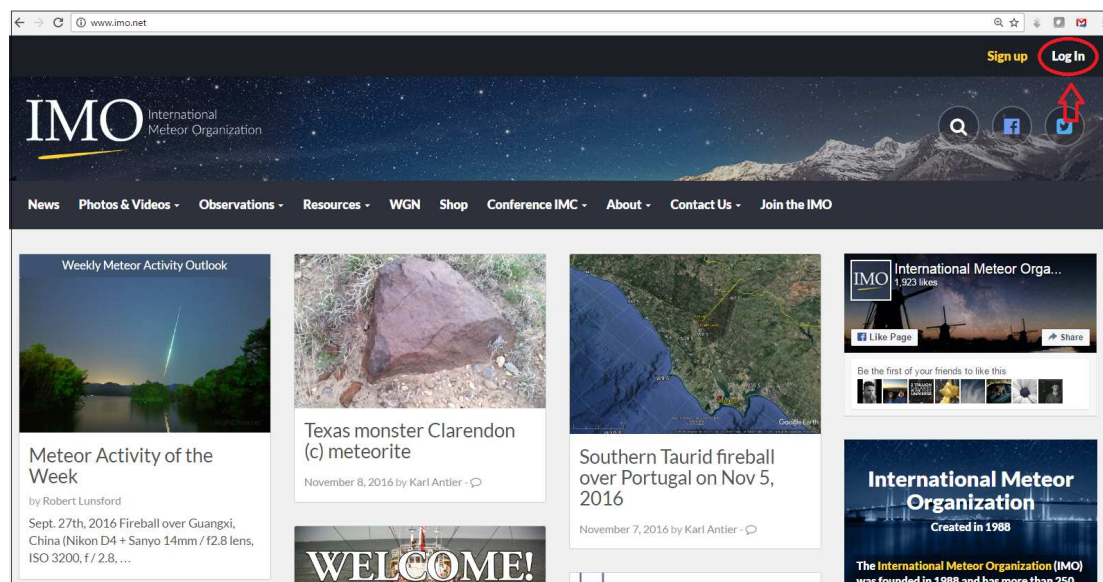 www.imo.net
Sign up Log In
IMO International
Meteor Organization
News Photos & Videos Observations Resources WGN Shop Conference IMC About Contact Us Join the IMO
Weekly Meteor Activity Outlook
Meteor Activity of the
Week
by Robert Lunsford
Sept. 27th, 2016 Fireball over Guangxi,
China (Nikon D4 + Sanyo 14mm / f2.8 lens,
ISO 3200, f / 2.8, …
Texas monster Clarendon
(c) meteorite
November 8, 2016 by Karl Antier -
WELCOME!
Google Earth
Southern Taurid fireball
over Portugal on Nov 5,
2016
November 7, 2016 by Karl Antier -
IMO
International Meteor Orga...
1,923 likes
Like Page Share
Be the first of your friends to like this
International Meteor
Organization
Created in 1988
The International Meteor Organization (IMO)
was founded in 1988 and has more than 250